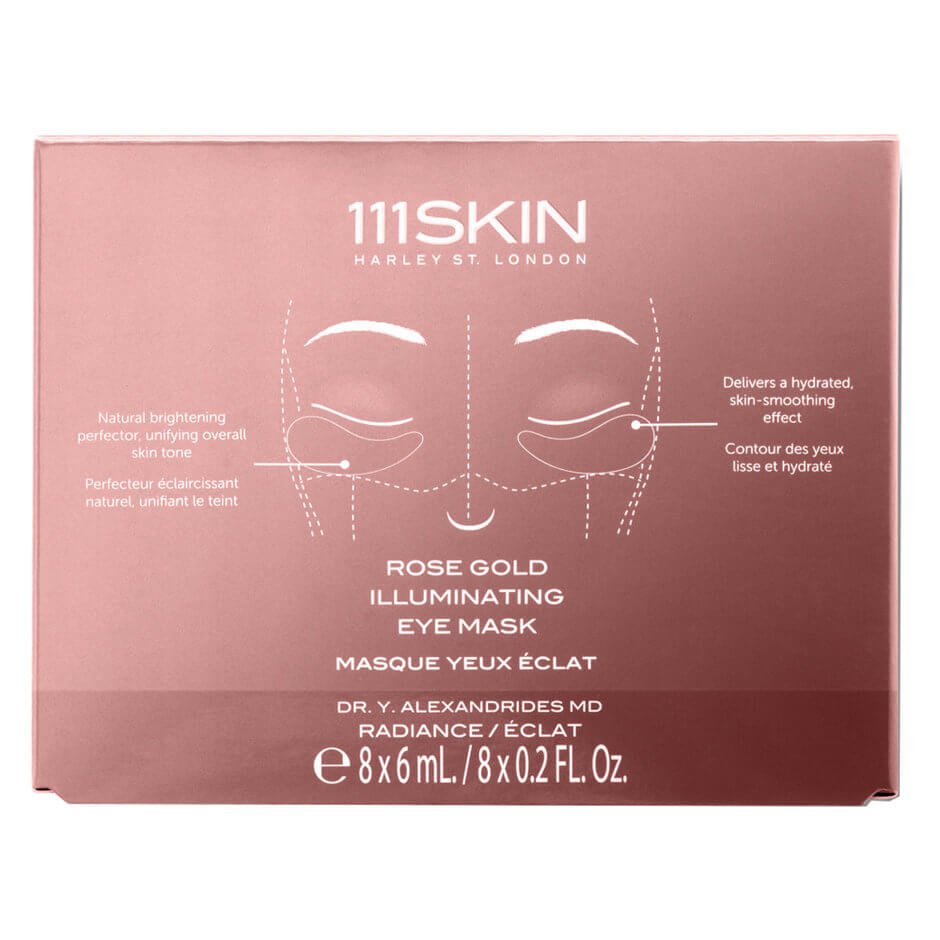 111SKIN
HARLEY ST. LONDON
Natural brightening
perfector, unifying overall
skin tone
Perfecteur éclaircissant
naturel, unifiant le teint
Delivers a hydrated,
skin-smoothing
effect
Contour des yeux
lisse et hydraté
ROSE GOLD
ILLUMINATING
EYE MASK
MASQUE YEUX ÉCLAT
DR. Y. ALEXANDRIDES MD
RADIANCE / ÉCLAT
℮ 8 x 6 mL. / 8 x 0.2 FL. Oz.